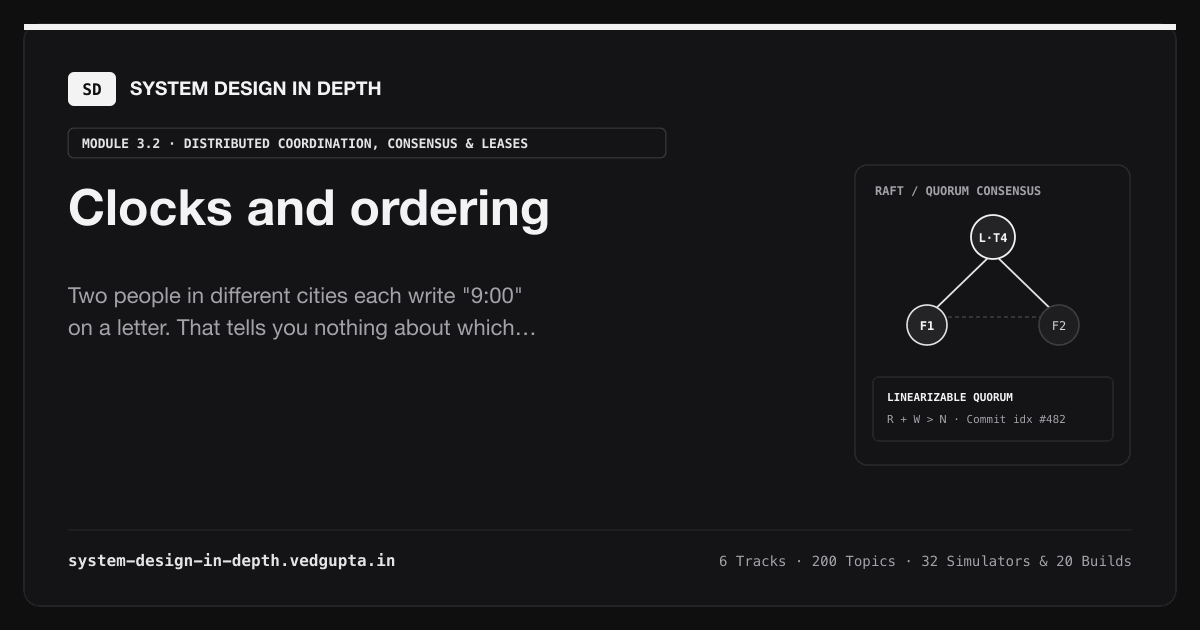 SD SYSTEM DESIGN IN DEPTH
MODULE 3.2 · DISTRIBUTED COORDINATION, CONSENSUS & LEASES
Clocks and ordering
Two people in different cities each write "9:00"
on a letter. That tells you nothing about which…
RAFT / QUORUM CONSENSUS
L·T4
F1
F2
LINEARIZABLE QUORUM
R + W > N · Commit idx #482
system-design-in-depth.vedgupta.in
6 Tracks · 200 Topics · 32 Simulators & 20 Builds